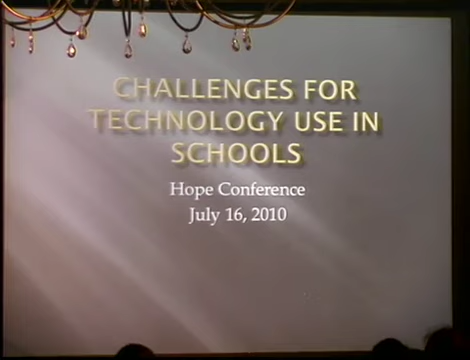 CHALLENGES FOR
TECHNOLOGY USE IN
SCHOOLS
Hope Conference
July 16, 2010